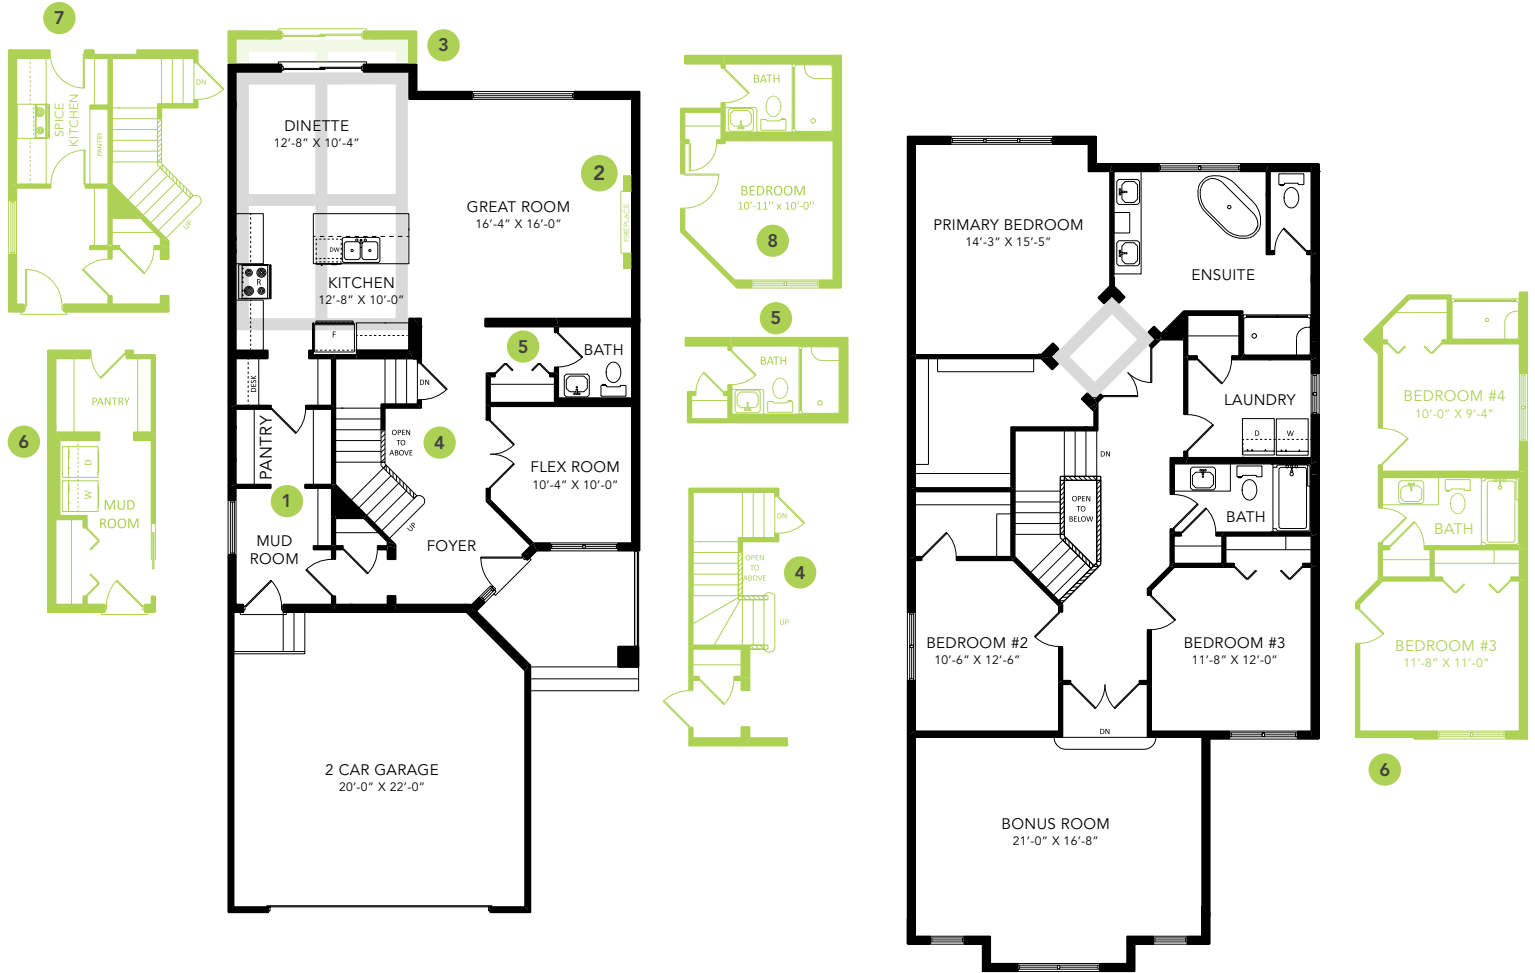 7
DN
SPICE
KITCHEN
PANTRY
UP
3
DINETTE
12'-8" X 10'-4"
2
GREAT ROOM
16'-4" X 16'-0"
FIREPLACE
DW
R
KITCHEN
12'-8" X 10'-0"
F
DESK
DN
5
BATH
PANTRY
OPEN
TO
ABOVE
4
FLEX ROOM
10'-4" X 10'-0"
1
MUD
ROOM
UP
FOYER
2 CAR GARAGE
20'-0" X 22'-0"
6
PANTRY
D
W
MUD
ROOM
BATH
BEDROOM
10'-11" x 10'-0"
8
5
BATH
DN
OPEN
TO
ABOVE
4
UP
PRIMARY BEDROOM
14'-3" X 15'-5"
ENSUITE
LAUNDRY
D
W
DN
OPEN
TO
BELOW
BATH
BEDROOM #2
10'-6" X 12'-6"
BEDROOM #3
11'-8" X 12'-0"
DN
BONUS ROOM
21'-0" X 16'-8"
BEDROOM #4
10'-0" X 9'-4"
BATH
BEDROOM #3
11'-8" X 11'-0"
6